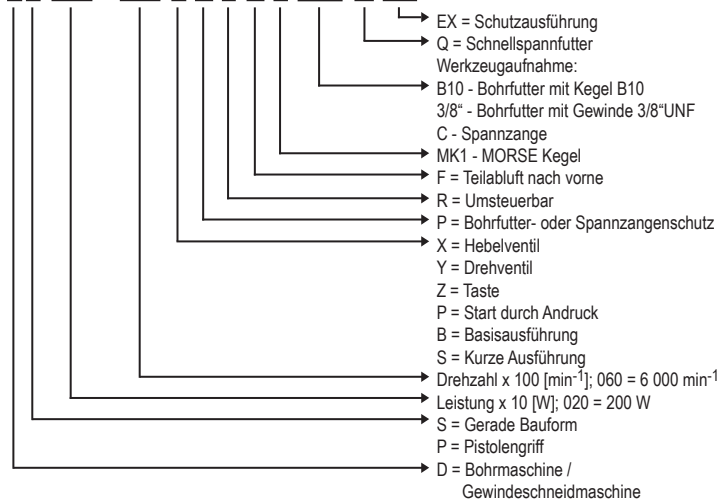 EX = Schutzausführung
Q = Schnellspannfutter
Werkzeugaufnahme:
B10 - Bohrfutter mit Kegel B10
3/8“ - Bohrfutter mit Gewinde 3/8“UNF
C - Spannzange
MK1 - MORSE Kegel
F = Teilabluft nach vorne
R = Umsteuerbar
P = Bohrfutter- oder Spannzangenschutz
X = Hebelventil
Y = Drehventil
Z = Taste
P = Start durch Andruck
B = Basisausführung
S = Kurze Ausführung
Drehzahl x 100 [min-1]; 060 = 6 000 min-1
Leistung x 10 [W]; 020 = 200 W
S = Gerade Bauform
P = Pistolengriff
D = Bohrmaschine /
Gewindeschneidmaschine